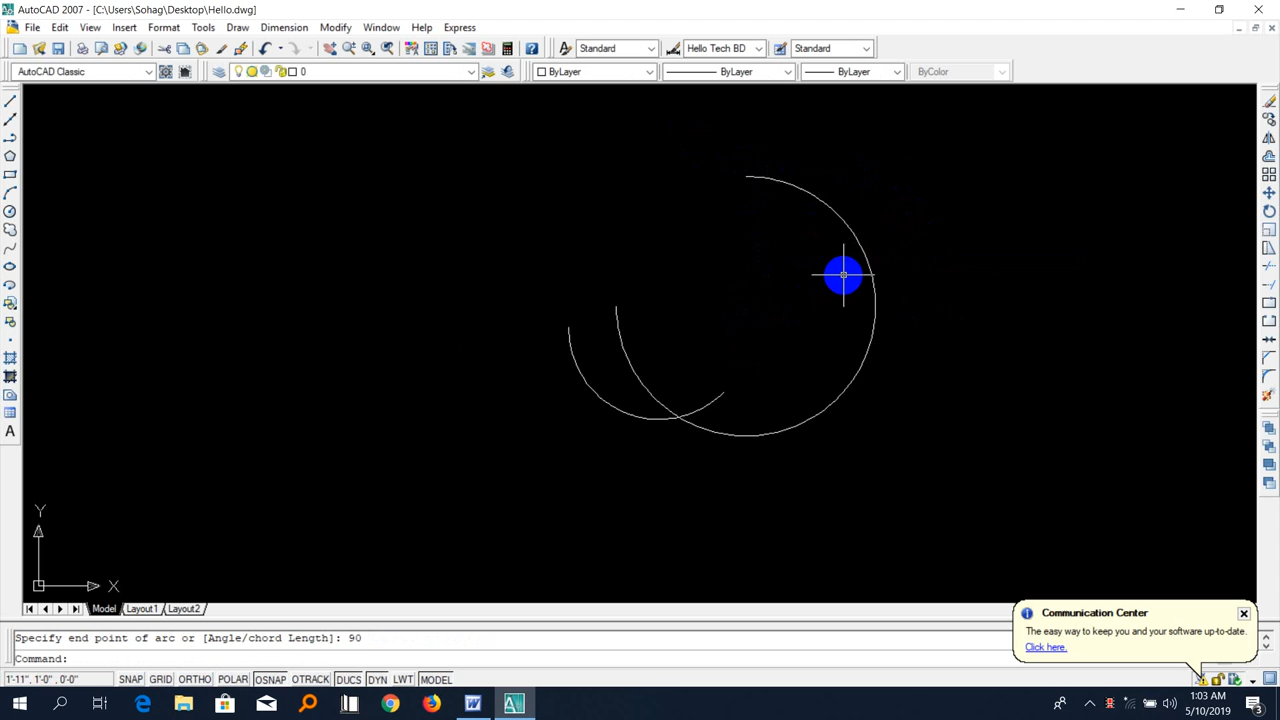 AutoCAD 2007 - [C:\Users\Sohag\Desktop\Hello.dwg]
File Edit View Insert Format Tools Draw Dimension Modify Window Help Express
Standard Hello Tech BD Standard
AutoCAD Classic 0 ByLayer ByLayer ByLayer ByColor
Y
X
Model Layout1 Layout2
Communication Center
The easy way to keep you and your software up-to-date.
Click here.
Specify end point of arc or [Angle/chord Length]: 90
Command:
1'-11", 1'-0", 0'-0" SNAP GRID ORTHO POLAR OSNAP OTRACK DUCS DYN LWT MODEL
1:03 AM
5/10/2019
3